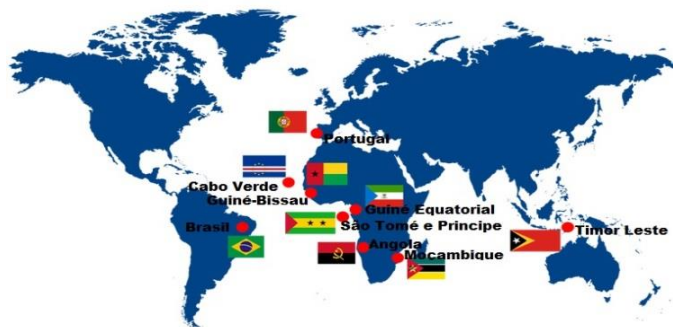 Portugal
Cabo Verde
Guiné-Bissau
Guiné Equatorial
São Tomé e Principe
Brasil
Timor Leste
Angola
Moçambique